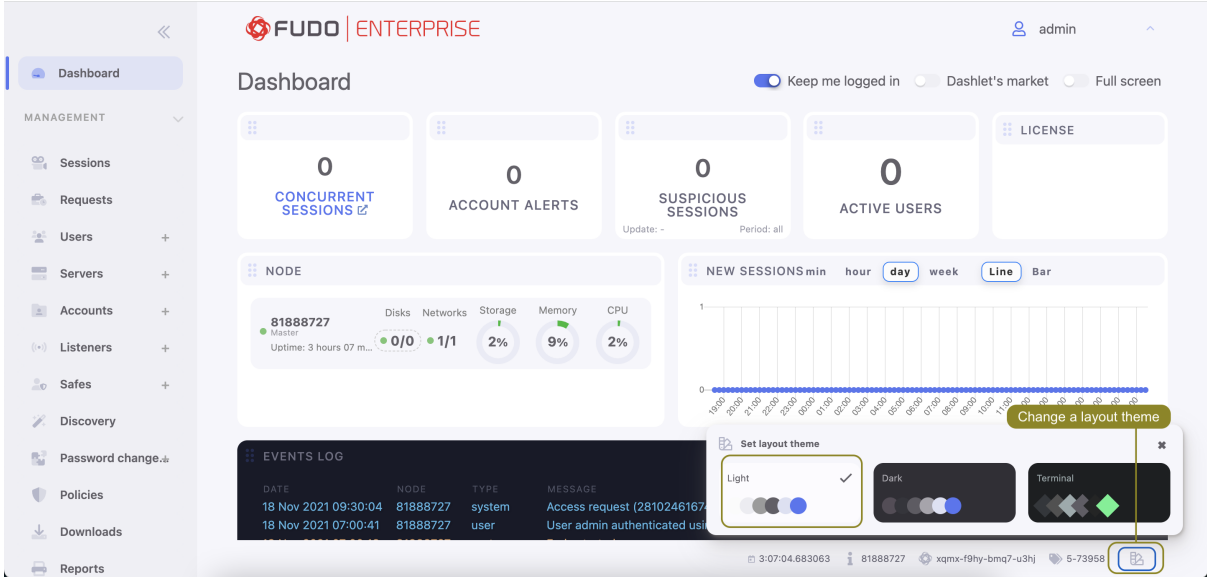 FUDO ENTERPRISE
admin
Dashboard
MANAGEMENT
Sessions
Requests
Users +
Servers +
Accounts +
Listeners +
Safes +
Discovery
Password change.
Policies
Downloads
Reports
Dashboard
Keep me logged in
Dashlet's market
Full screen
0
CONCURRENT
SESSIONS
0
ACCOUNT ALERTS
0
SUSPICIOUS
SESSIONS
Update: - Period: all
0
ACTIVE USERS
LICENSE
NODE
81888727
Master
Uptime: 3 hours 07 m...
Disks
0/0
Networks
1/1
Storage
2%
Memory
9%
CPU
2%
NEW SESSIONS min hour day week Line Bar
1
0
19:00 20:00 21:00 22:00 23:00 00:00 01:00 02:00 03:00 04:00 05:00 06:00 07:00 08:00 09:00 10:00 11:00
Change a layout theme
EVENTS LOG
DATE NODE TYPE MESSAGE
18 Nov 2021 09:30:04 81888727 system Access request (2810246167
18 Nov 2021 07:00:41 81888727 user User admin authenticated usi
Set layout theme
Light
Dark
Terminal
3:07:04.683063 81888727 xqmx-f9hy-bmq7-u3hj 5-73958